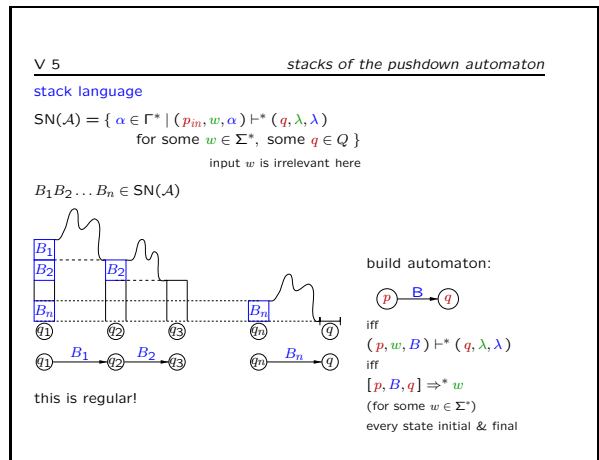 V 5 stacks of the pushdown automaton
stack language
SN(𝒜) = { α ∈ Γ* | ( p_in, w, α ) ⊢* ( q, λ, λ )
for some w ∈ Σ*, some q ∈ Q }
input w is irrelevant here
B₁B₂ … Bₙ ∈ SN(𝒜)
B₁
B₂ B₂
Bₙ Bₙ
q₁ q₂ q₃ qₙ q
q₁ B₁ q₂ B₂ q₃ qₙ Bₙ q
this is regular!
build automaton:
p B q
iff
( p, w, B ) ⊢* ( q, λ, λ )
iff
[ p, B, q ] ⇒* w
(for some w ∈ Σ*)
every state initial & final